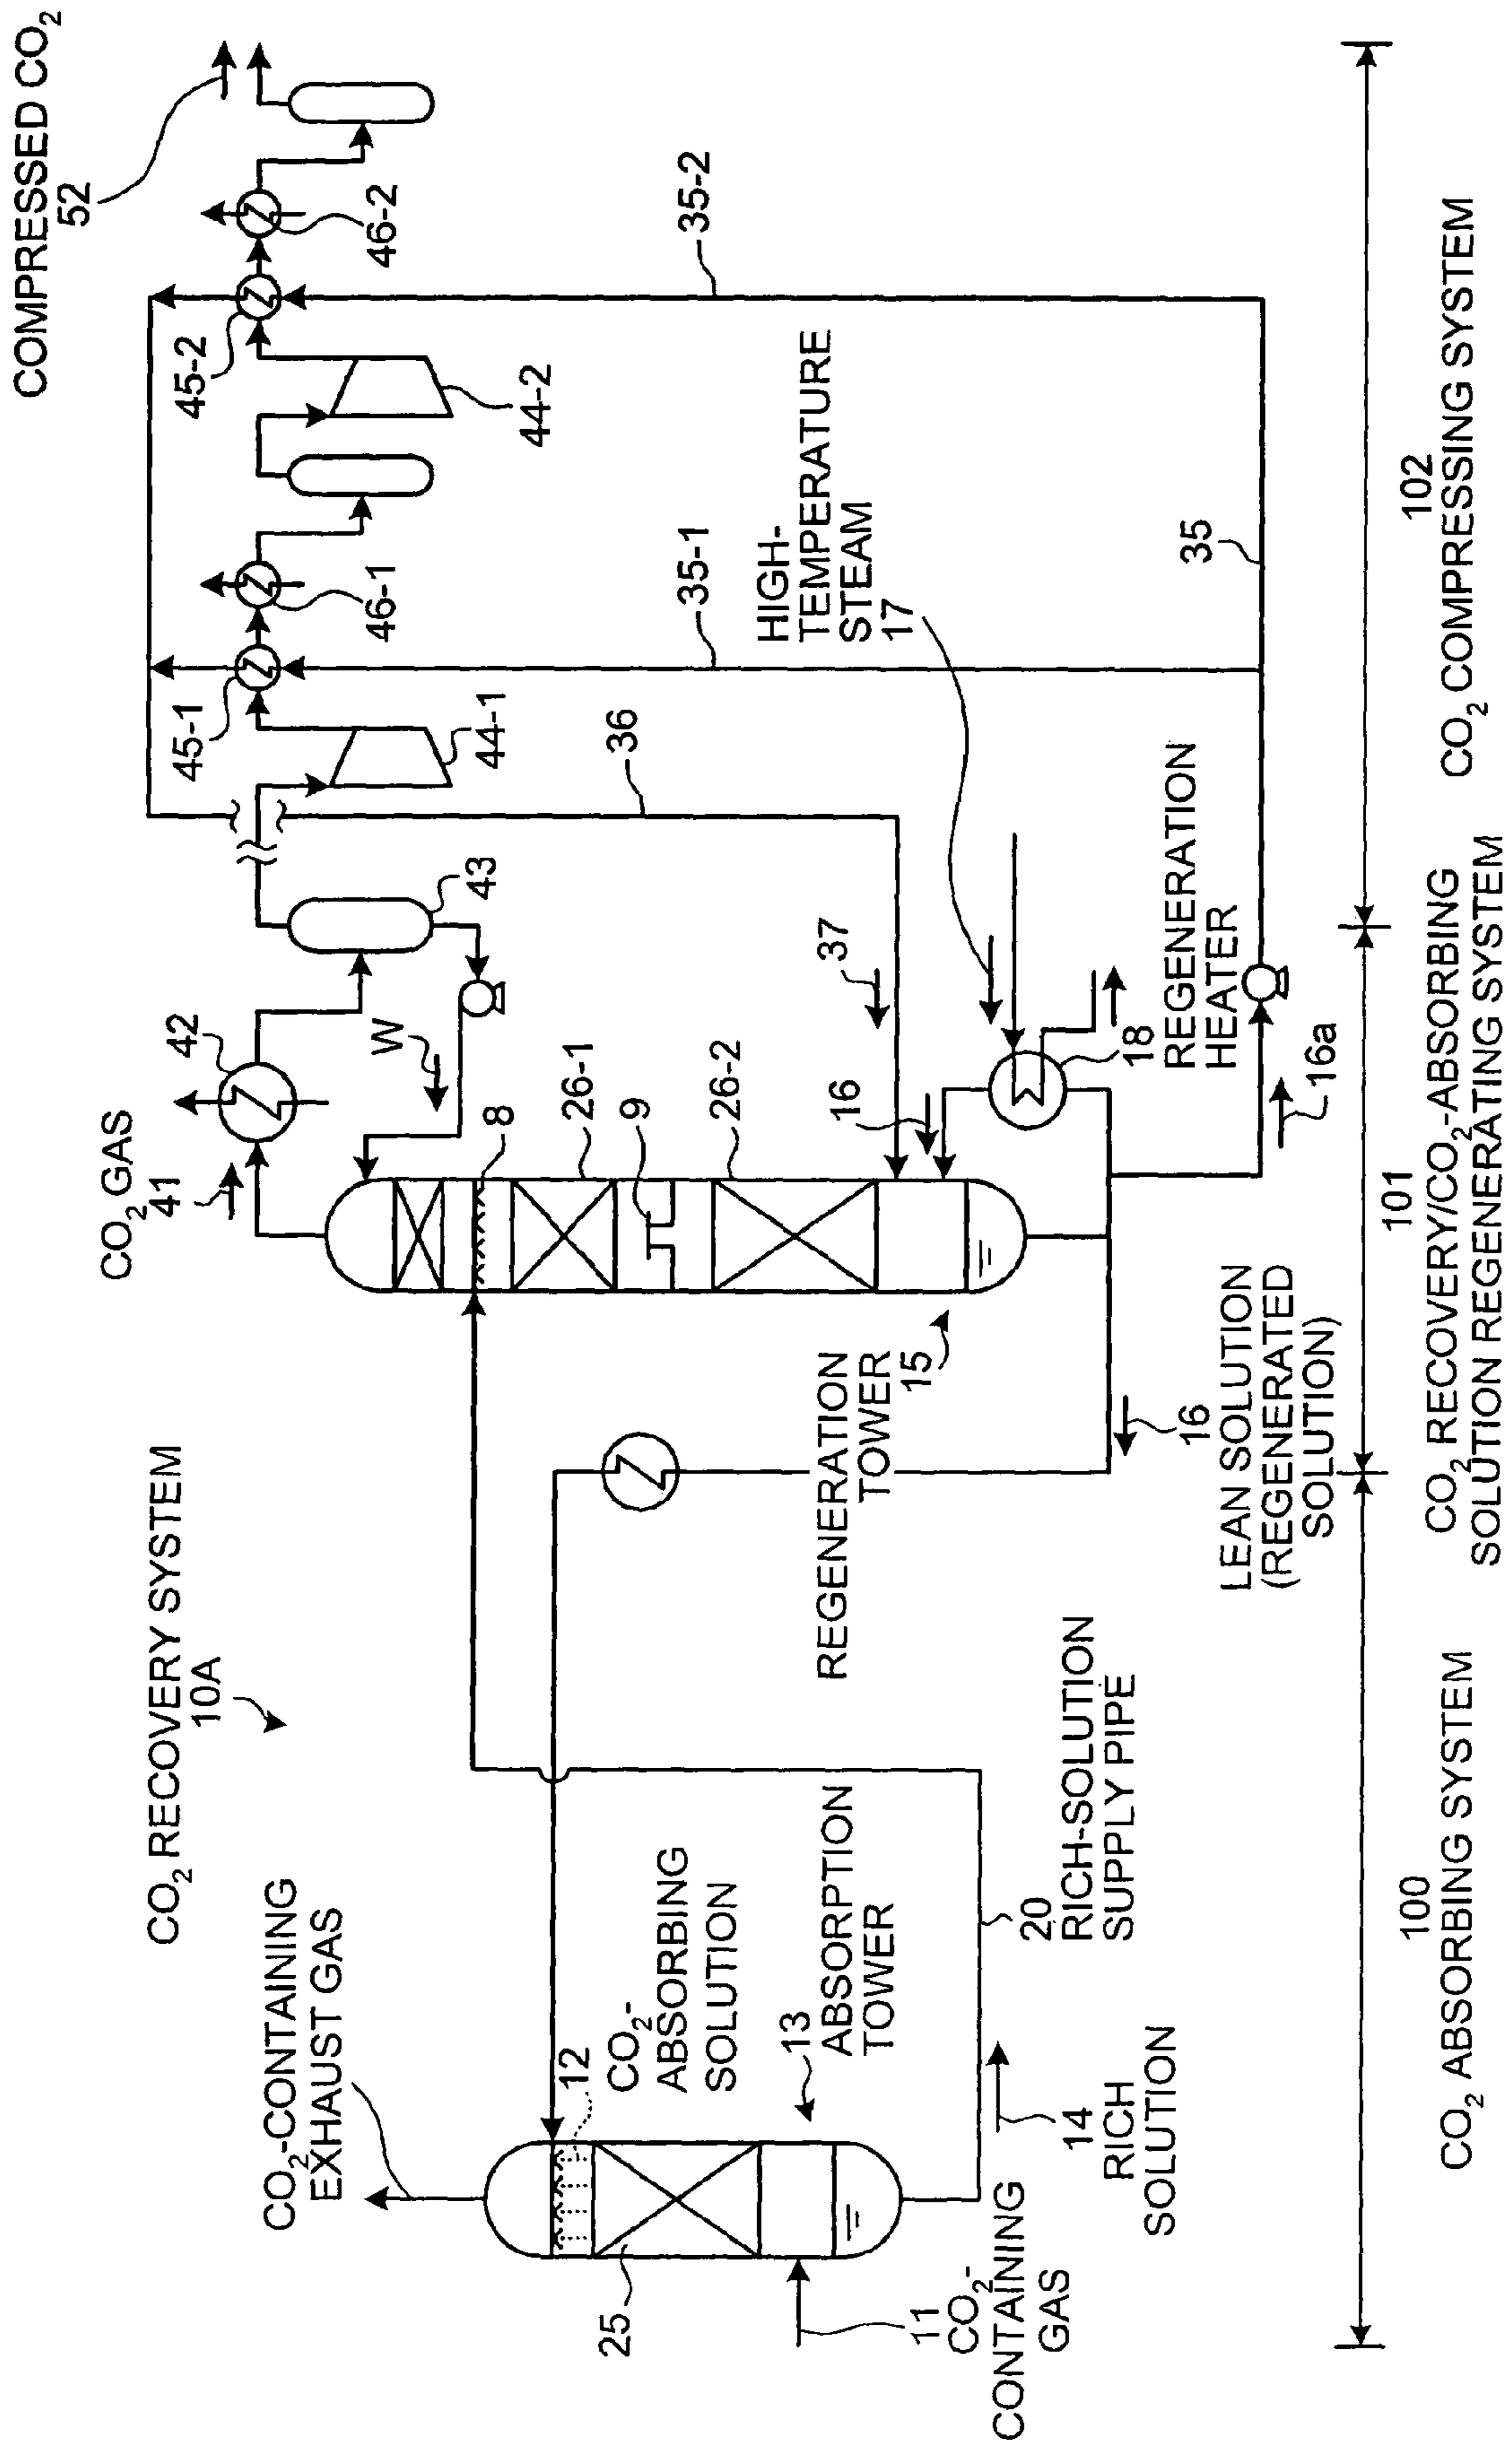 CO2 RECOVERY SYSTEM
10A
CO2-CONTAINING
EXHAUST GAS
12
CO2-
ABSORBING
SOLUTION
25
13
ABSORPTION
TOWER
11
CO2-
CONTAINING
GAS
14
RICH
SOLUTION
20
RICH-SOLUTION
SUPPLY PIPE
REGENERATION
TOWER
15
16
LEAN SOLUTION
(REGENERATED
SOLUTION)
CO2 GAS
41
42
43
W
8
26-1
9
26-2
37
16
18
REGENERATION
HEATER
16a
36
HIGH-
TEMPERATURE
STEAM
17
44-1
45-1
46-1
35-1
44-2
45-2
46-2
35-2
35
COMPRESSED CO2
52
100
CO2 ABSORBING SYSTEM
101
CO2 RECOVERY/CO2-ABSORBING
SOLUTION REGENERATING SYSTEM
102
CO2 COMPRESSING SYSTEM